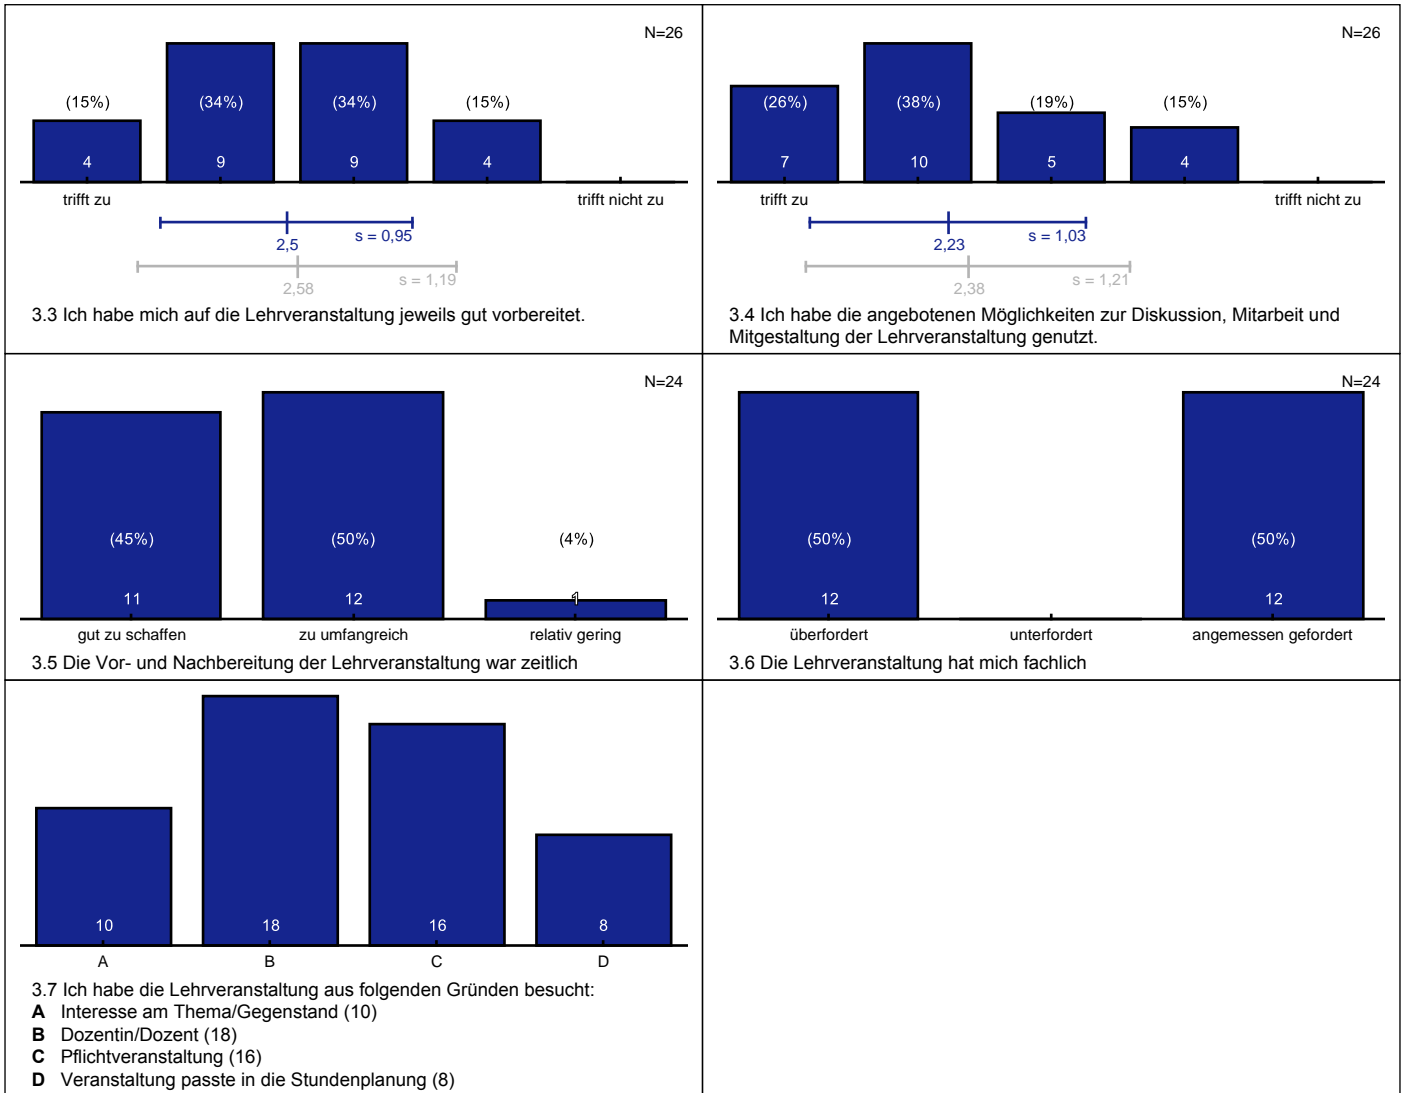 N=26
(15%) (34%) (34%) (15%)
4 9 9 4
trifft zu trifft nicht zu
2,5 s = 0,95
2,58 s = 1,19
3.3 Ich habe mich auf die Lehrveranstaltung jeweils gut vorbereitet.
N=26
(26%) (38%) (19%) (15%)
7 10 5 4
trifft zu trifft nicht zu
2,23 s = 1,03
2,38 s = 1,21
3.4 Ich habe die angebotenen Möglichkeiten zur Diskussion, Mitarbeit und
Mitgestaltung der Lehrveranstaltung genutzt.
N=24
(45%) (50%) (4%)
11 12 1
gut zu schaffen zu umfangreich relativ gering
3.5 Die Vor- und Nachbereitung der Lehrveranstaltung war zeitlich
N=24
(50%) (50%)
12 12
überfordert unterfordert angemessen gefordert
3.6 Die Lehrveranstaltung hat mich fachlich
10 18 16 8
A B C D
3.7 Ich habe die Lehrveranstaltung aus folgenden Gründen besucht:
A Interesse am Thema/Gegenstand (10)
B Dozentin/Dozent (18)
C Pflichtveranstaltung (16)
D Veranstaltung passte in die Stundenplanung (8)